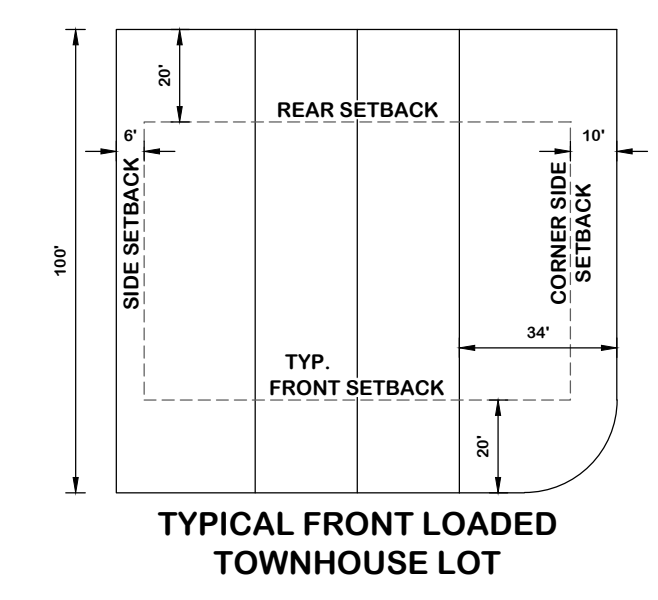 20'
REAR SETBACK
6'
10'
SIDE SETBACK
CORNER SIDE
SETBACK
100'
34'
TYP.
FRONT SETBACK
20'
TYPICAL FRONT LOADED
TOWNHOUSE LOT